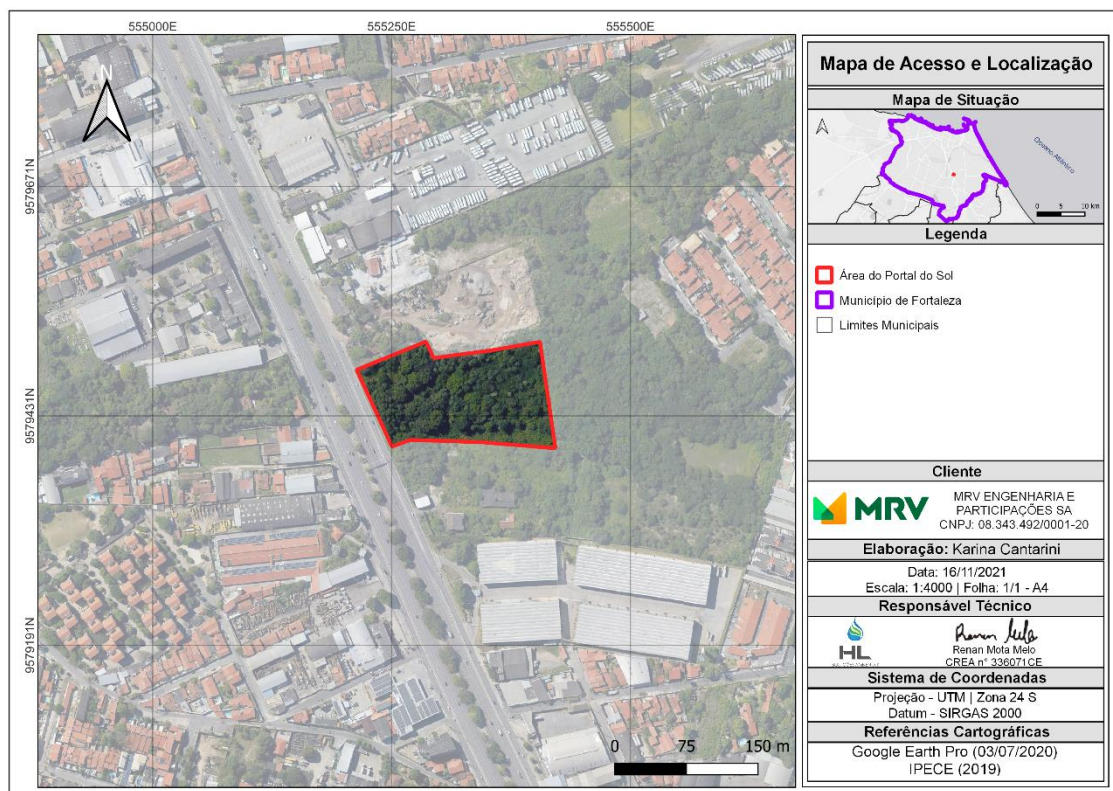 555000E
555250E
555500E
N
9579671N
9579431N
9579191N
0 75 150 m
Mapa de Acesso e Localização
Mapa de Situação
Oceano Atlântico
0 5 10 km
Legenda
Área do Portal do Sol
Município de Fortaleza
Limites Municipais
Cliente
MRV
MRV ENGENHARIA E
PARTICIPAÇÕES SA
CNPJ: 08.343.492/0001-20
Elaboração: Karina Cantarini
Data: 16/11/2021
Escala: 1:4000 | Folha: 1/1 - A4
Responsável Técnico
HL
Renan Mota Melo
CREA n° 336071CE
Sistema de Coordenadas
Projeção - UTM | Zona 24 S
Datum - SIRGAS 2000
Referências Cartográficas
Google Earth Pro (03/07/2020)
IPECE (2019)